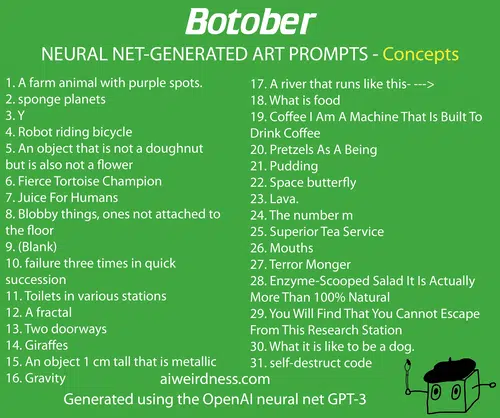 Botober
NEURAL NET-GENERATED ART PROMPTS - Concepts
1. A farm animal with purple spots.
2. sponge planets
3. Y
4. Robot riding bicycle
5. An object that is not a doughnut
but is also not a flower
6. Fierce Tortoise Champion
7. Juice For Humans
8. Blobby things, ones not attached to
the floor
9. (Blank)
10. failure three times in quick
succession
11. Toilets in various stations
12. A fractal
13. Two doorways
14. Giraffes
15. An object 1 cm tall that is metallic
16. Gravity
17. A river that runs like this- --->
18. What is food
19. Coffee I Am A Machine That Is Built To
Drink Coffee
20. Pretzels As A Being
21. Pudding
22. Space butterfly
23. Lava.
24. The number m
25. Superior Tea Service
26. Mouths
27. Terror Monger
28. Enzyme-Scooped Salad It Is Actually
More Than 100% Natural
29. You Will Find That You Cannot Escape
From This Research Station
30. What it is like to be a dog.
31. self-destruct code
aiweirdness.com
Generated using the OpenAI neural net GPT-3